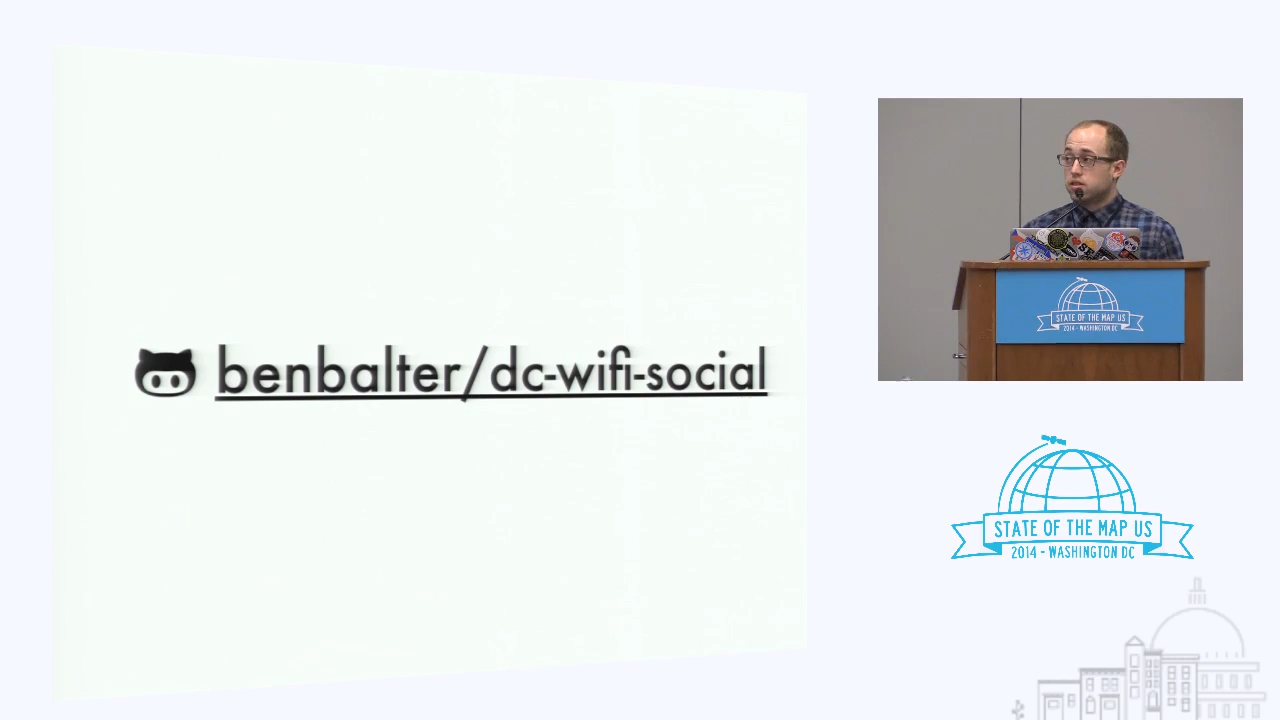 benbalter/dc-wifi-social
STATE OF THE MAP US
2014 - WASHINGTON DC
STATE OF THE MAP US
2014 - WASHINGTON DC